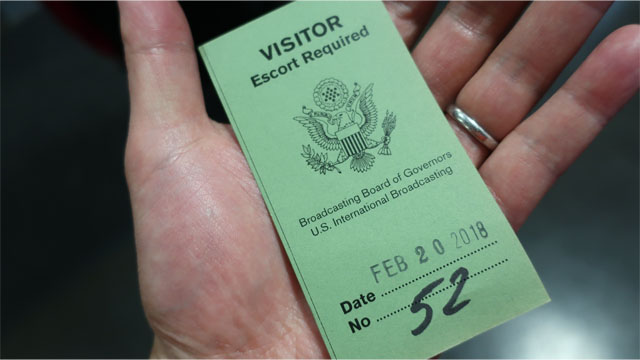 VISITOR
Escort Required
Broadcasting Board of Governors
U.S. International Broadcasting
Date FEB 20 2018
No 52